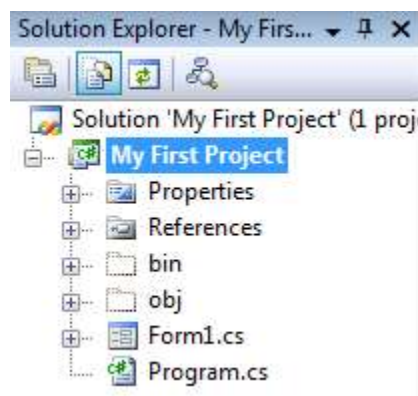 Solution Explorer - My Firs...
Solution 'My First Project' (1 proj
My First Project
Properties
References
bin
obj
Form1.cs
Program.cs